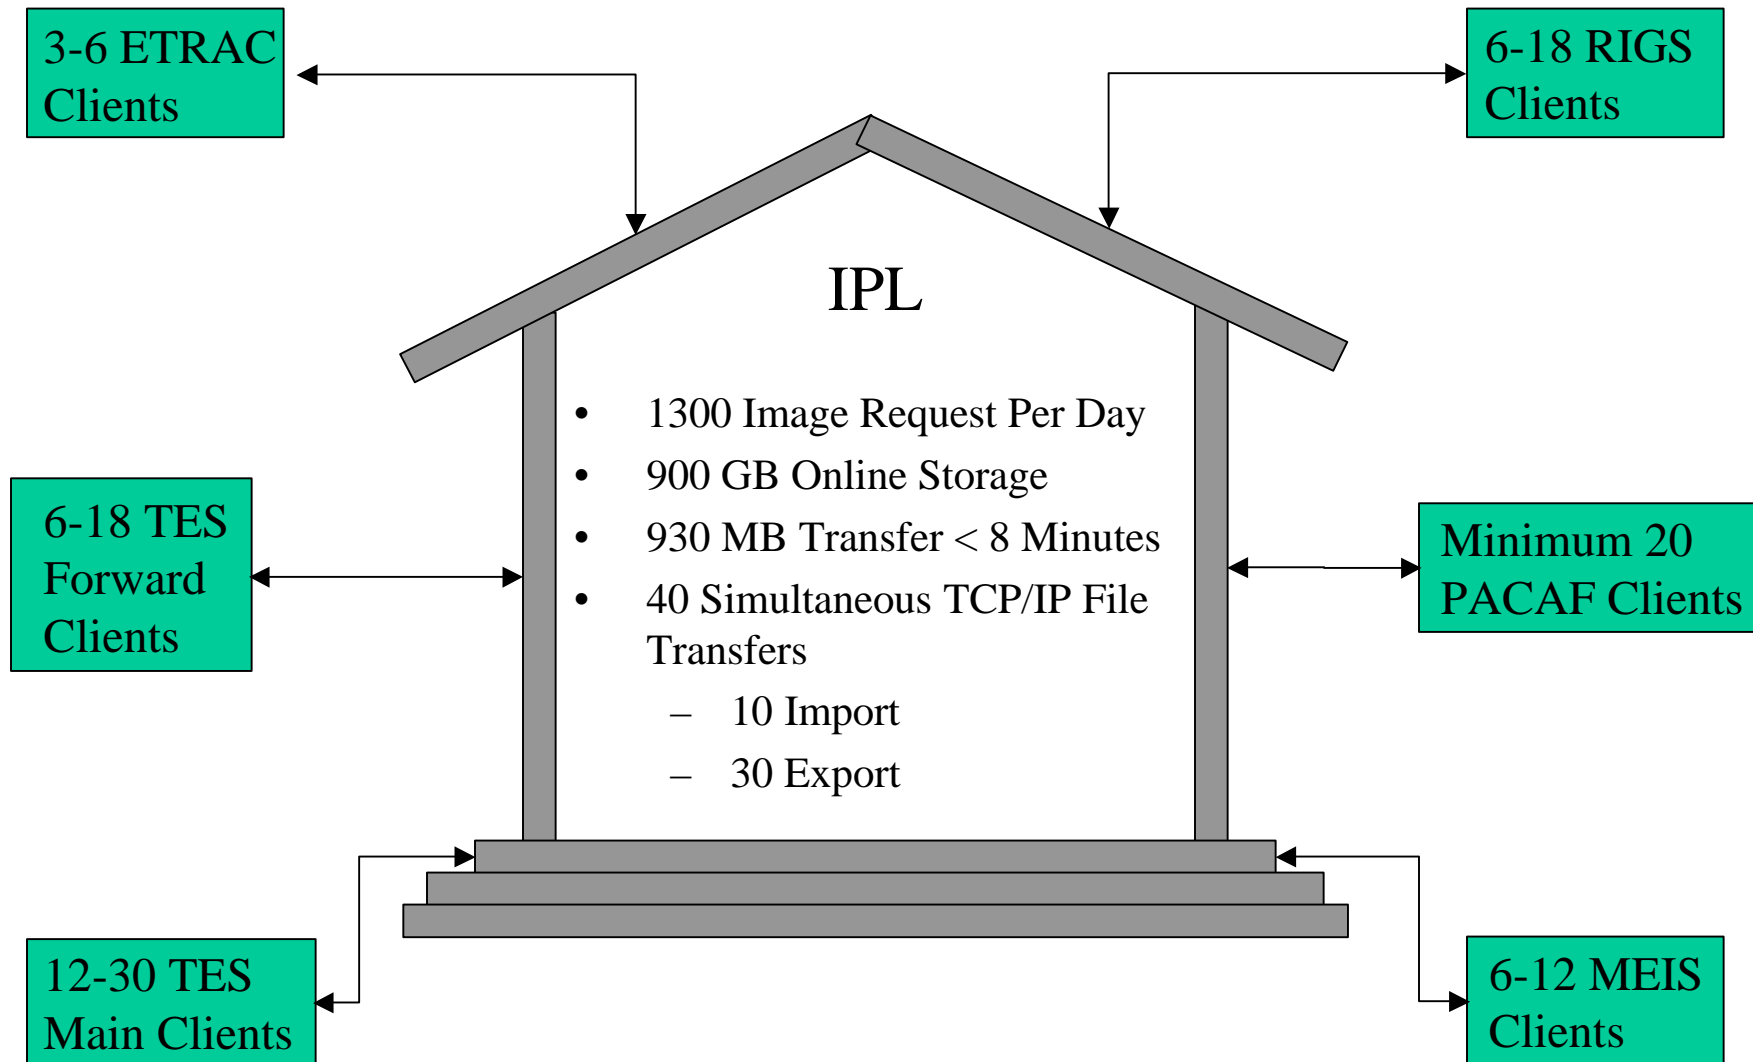 3-6 ETRAC
Clients
6-18 RIGS
Clients
IPL
• 1300 Image Request Per Day
• 900 GB Online Storage
• 930 MB Transfer < 8 Minutes
• 40 Simultaneous TCP/IP File
Transfers
– 10 Import
– 30 Export
6-18 TES
Forward
Clients
Minimum 20
PACAF Clients
12-30 TES
Main Clients
6-12 MEIS
Clients